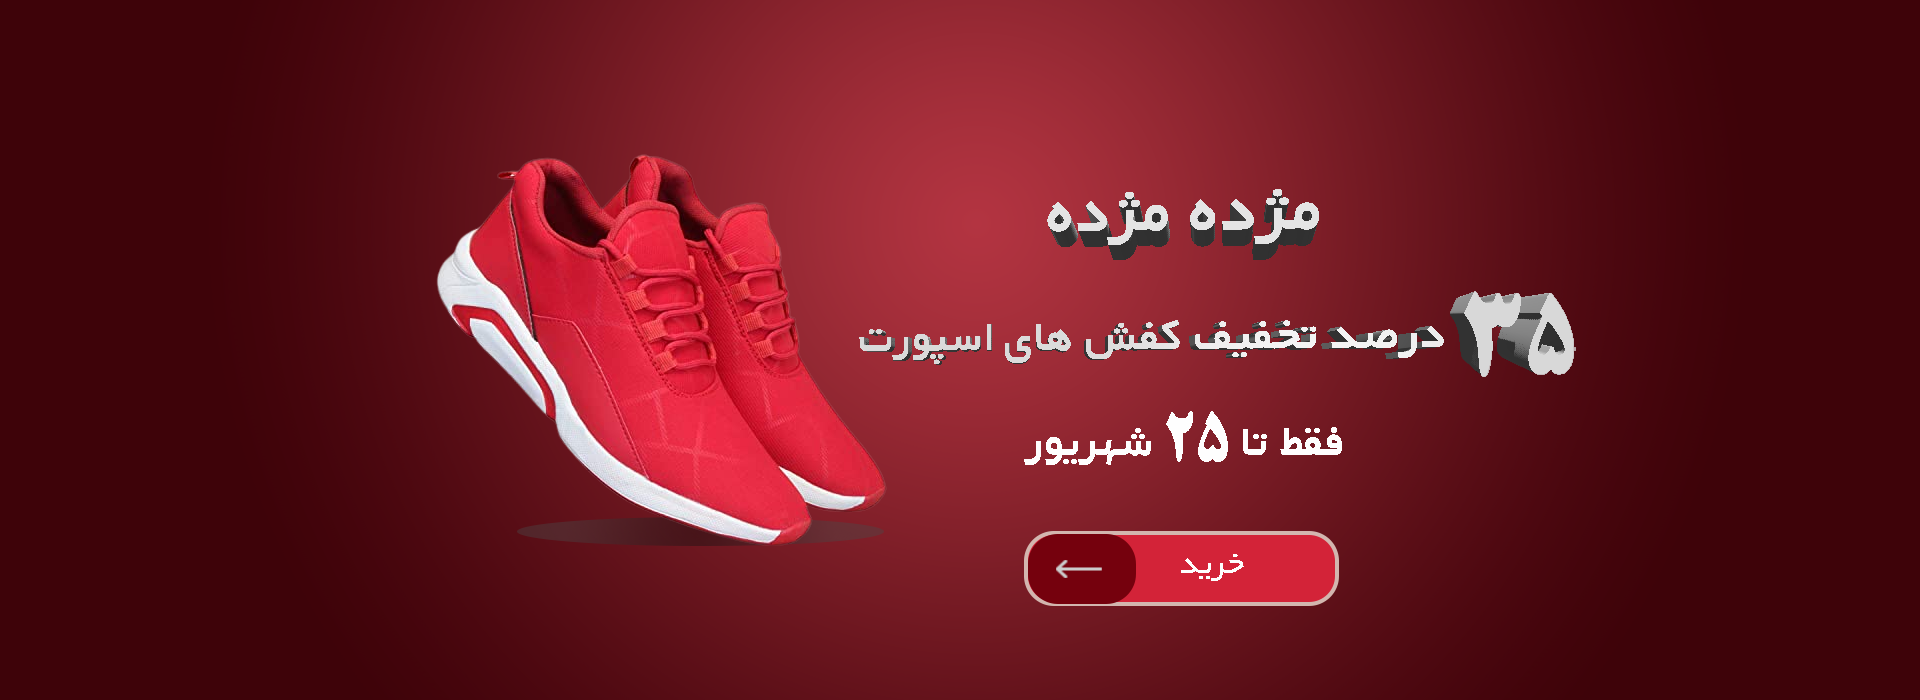 مژده مژده
۳۵ درصد تخفیف کفش های اسپورت
فقط تا ۲۵ شهریور
خرید